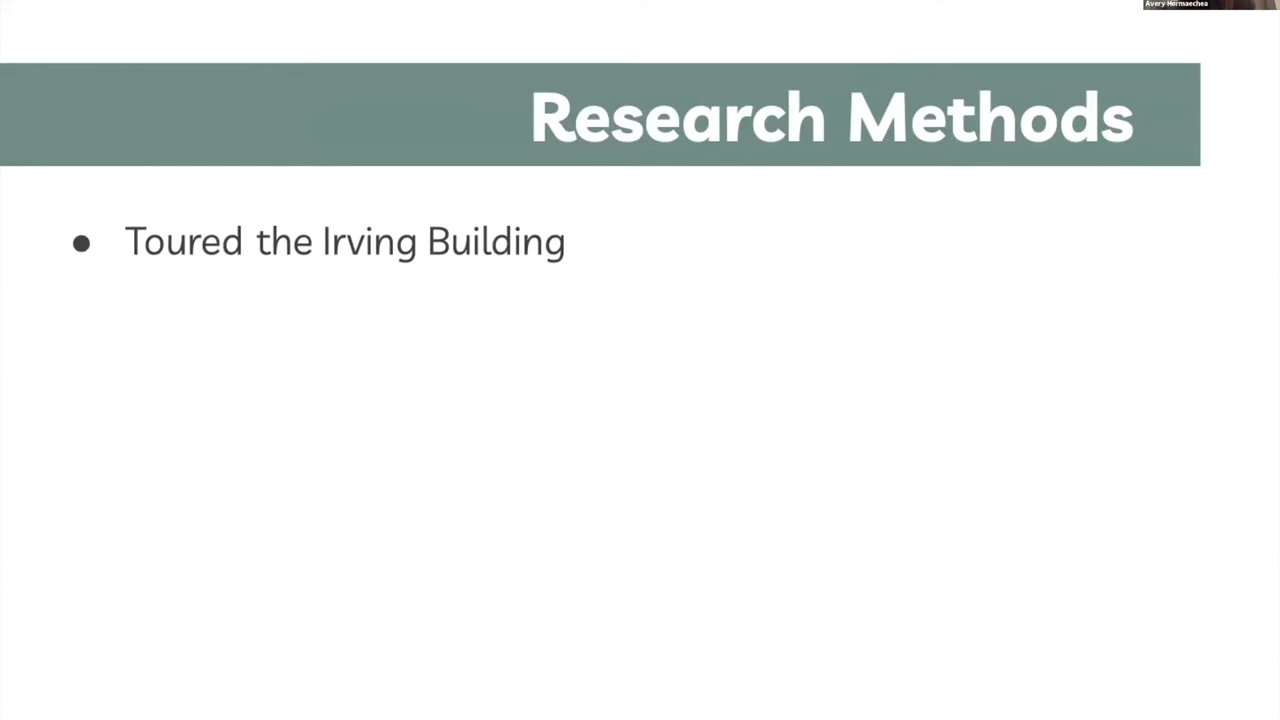 Avery Hormaechea
Research Methods
● Toured the Irving Building